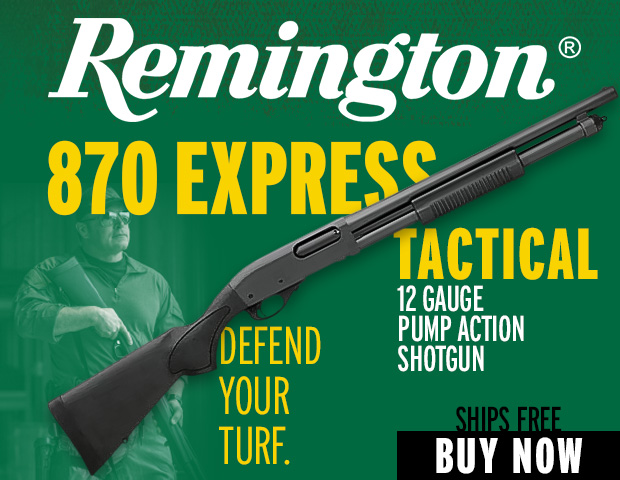 Remington®
870 EXPRESS
TACTICAL
12 GAUGE
PUMP ACTION
SHOTGUN
DEFEND
YOUR
TURF.
SHIPS FREE
BUY NOW